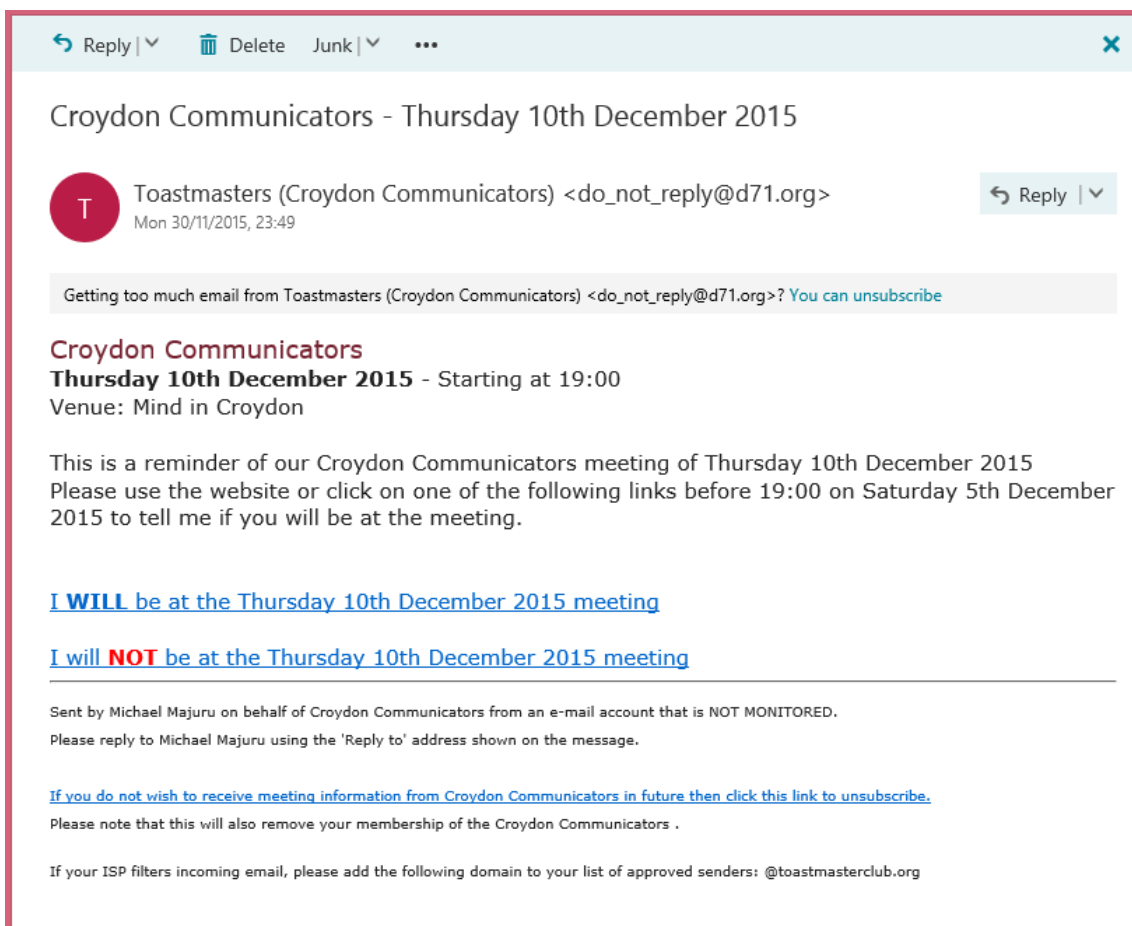 Reply | Delete Junk | •••
Croydon Communicators - Thursday 10th December 2015
T
Toastmasters (Croydon Communicators) <do_not_reply@d71.org>
Reply |
Mon 30/11/2015, 23:49
Getting too much email from Toastmasters (Croydon Communicators) <do_not_reply@d71.org>? You can unsubscribe
Croydon Communicators
Thursday 10th December 2015 - Starting at 19:00
Venue: Mind in Croydon
This is a reminder of our Croydon Communicators meeting of Thursday 10th December 2015
Please use the website or click on one of the following links before 19:00 on Saturday 5th December
2015 to tell me if you will be at the meeting.
I WILL be at the Thursday 10th December 2015 meeting
I will NOT be at the Thursday 10th December 2015 meeting
Sent by Michael Majuru on behalf of Croydon Communicators from an e-mail account that is NOT MONITORED.
Please reply to Michael Majuru using the 'Reply to' address shown on the message.
If you do not wish to receive meeting information from Croydon Communicators in future then click this link to unsubscribe.
Please note that this will also remove your membership of the Croydon Communicators .
If your ISP filters incoming email, please add the following domain to your list of approved senders: @toastmasterclub.org